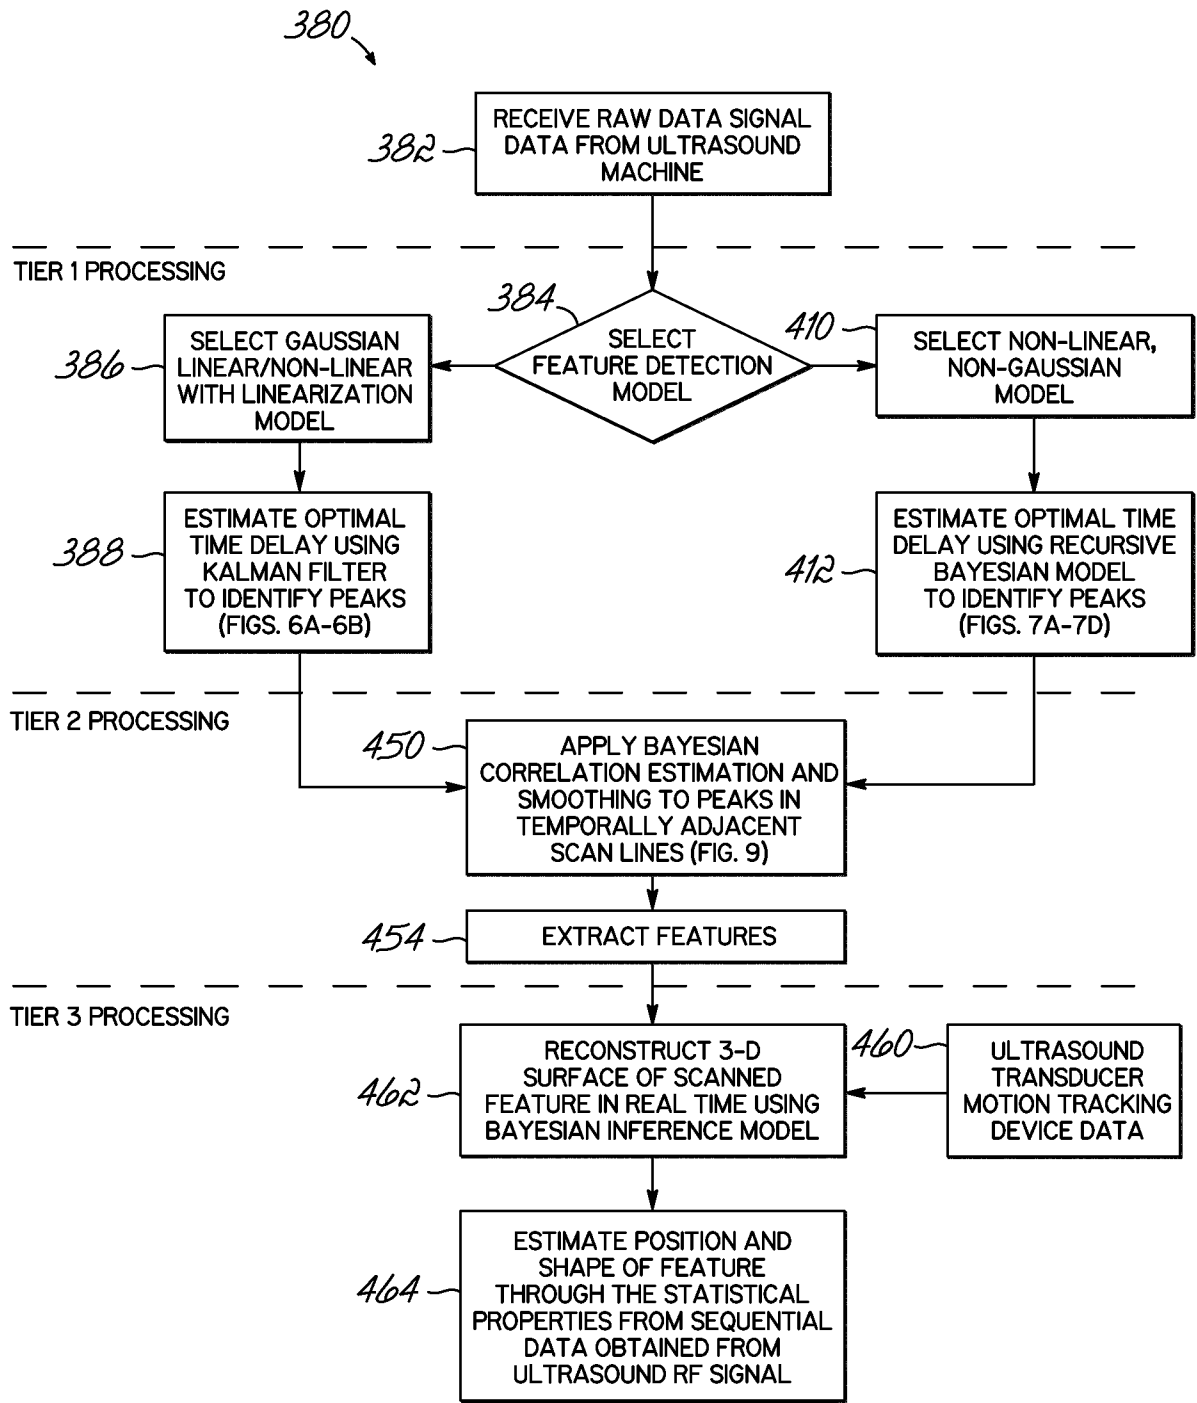 380
382
RECEIVE RAW DATA SIGNAL
DATA FROM ULTRASOUND
MACHINE
TIER 1 PROCESSING
384
SELECT
FEATURE DETECTION
MODEL
386
SELECT GAUSSIAN
LINEAR/NON-LINEAR
WITH LINEARIZATION
MODEL
410
SELECT NON-LINEAR,
NON-GAUSSIAN
MODEL
388
ESTIMATE OPTIMAL
TIME DELAY USING
KALMAN FILTER
TO IDENTIFY PEAKS
(FIGS. 6A-6B)
412
ESTIMATE OPTIMAL TIME
DELAY USING RECURSIVE
BAYESIAN MODEL
TO IDENTIFY PEAKS
(FIGS. 7A-7D)
TIER 2 PROCESSING
450
APPLY BAYESIAN
CORRELATION ESTIMATION AND
SMOOTHING TO PEAKS IN
TEMPORALLY ADJACENT
SCAN LINES (FIG. 9)
454
EXTRACT FEATURES
TIER 3 PROCESSING
462
RECONSTRUCT 3-D
SURFACE OF SCANNED
FEATURE IN REAL TIME USING
BAYESIAN INFERENCE MODEL
460
ULTRASOUND
TRANSDUCER
MOTION TRACKING
DEVICE DATA
464
ESTIMATE POSITION AND
SHAPE OF FEATURE
THROUGH THE STATISTICAL
PROPERTIES FROM SEQUENTIAL
DATA OBTAINED FROM
ULTRASOUND RF SIGNAL